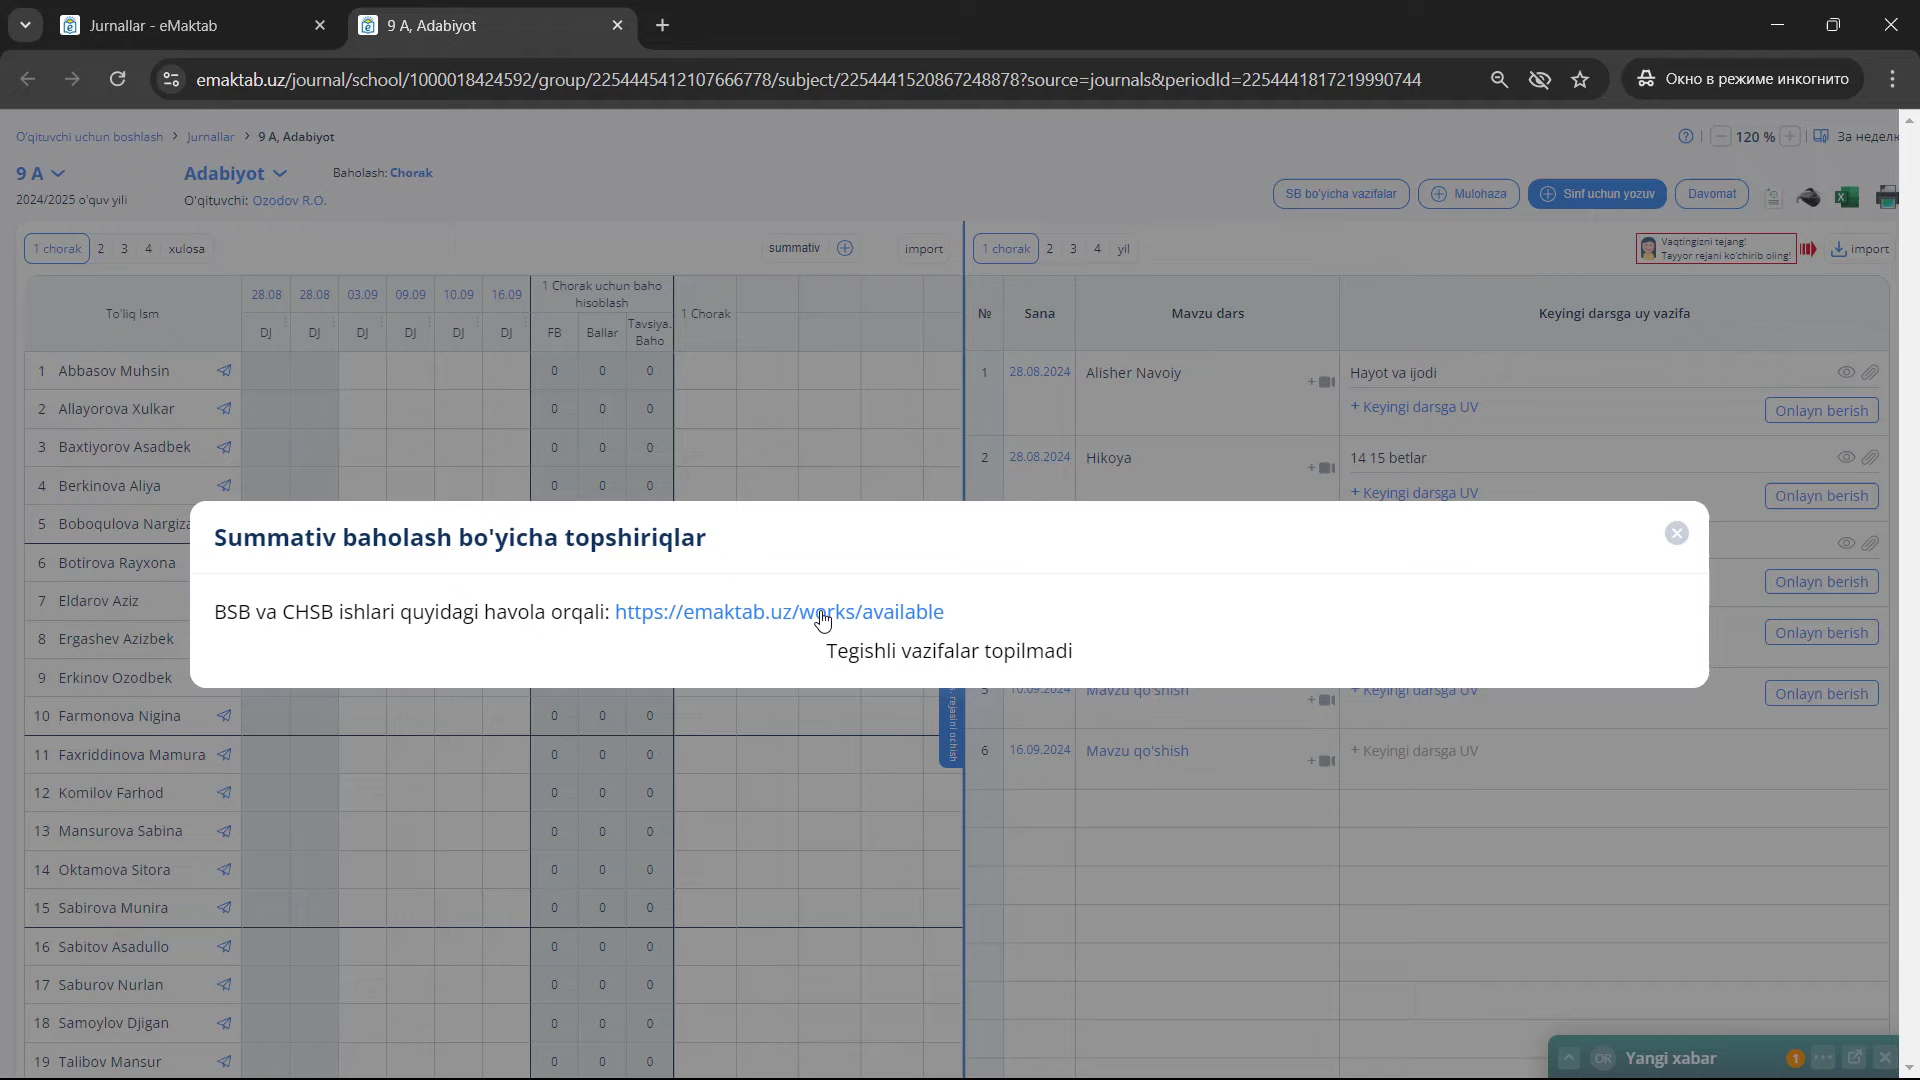 Jurnallar - eMaktab
9 A, Adabiyot
emaktab.uz/journal/school/1000018424592/group/2254445412107666778/subject/2254441520867248878?source=journals&periodId=2254441817219990744
Окно в режиме инкогнито
O'qituvchi uchun boshlash > Jurnallar > 9 A, Adabiyot
120 %
За неделю
9 A
Adabiyot
Baholash: Chorak
2024/2025 o'quv yili
O'qituvchi: Ozodov R.O.
SB bo'yicha vazifalar
Mulohaza
Sinf uchun yozuv
Davomat
1 chorak 2 3 4 xulosa
summativ
import
1 chorak 2 3 4 yil
Vaqtingizni tejang!
Tayyor rejani ko'chirib oling!
import
To'liq Ism
28.08 28.08 03.09 09.09 10.09 16.09
DJ DJ DJ DJ DJ DJ
1 Chorak uchun baho hisoblash
FB Ballar Tavsiya. Baho
1 Chorak
№ Sana Mavzu dars Keyingi darsga uy vazifa
1 Abbasov Muhsin 0 0 0
2 Allayorova Xulkar 0 0 0
3 Baxtiyorov Asadbek 0 0 0
4 Berkinova Aliya 0 0 0
5 Boboqulova Nargiza
6 Botirova Rayxona
7 Eldarov Aziz
8 Ergashev Azizbek
9 Erkinov Ozodbek
10 Farmonova Nigina 0 0 0
11 Faxriddinova Mamura 0 0 0
12 Komilov Farhod 0 0 0
13 Mansurova Sabina 0 0 0
14 Oktamova Sitora 0 0 0
15 Sabirova Munira 0 0 0
16 Sabitov Asadullo 0 0 0
17 Saburov Nurlan 0 0 0
18 Samoylov Djigan 0 0 0
19 Talibov Mansur 0 0 0
1 28.08.2024 Alisher Navoiy Hayot va ijodi
+ Keyingi darsga UV Onlayn berish
2 28.08.2024 Hikoya 14 15 betlar
+ Keyingi darsga UV Onlayn berish
Onlayn berish
Onlayn berish
5 10.09.2024 Mavzu qo'shish + Keyingi darsga UV Onlayn berish
6 16.09.2024 Mavzu qo'shish + Keyingi darsga UV
rejasini ochish
Summativ baholash bo'yicha topshiriqlar
BSB va CHSB ishlari quyidagi havola orqali: https://emaktab.uz/works/available
Tegishli vazifalar topilmadi
OR Yangi xabar 1